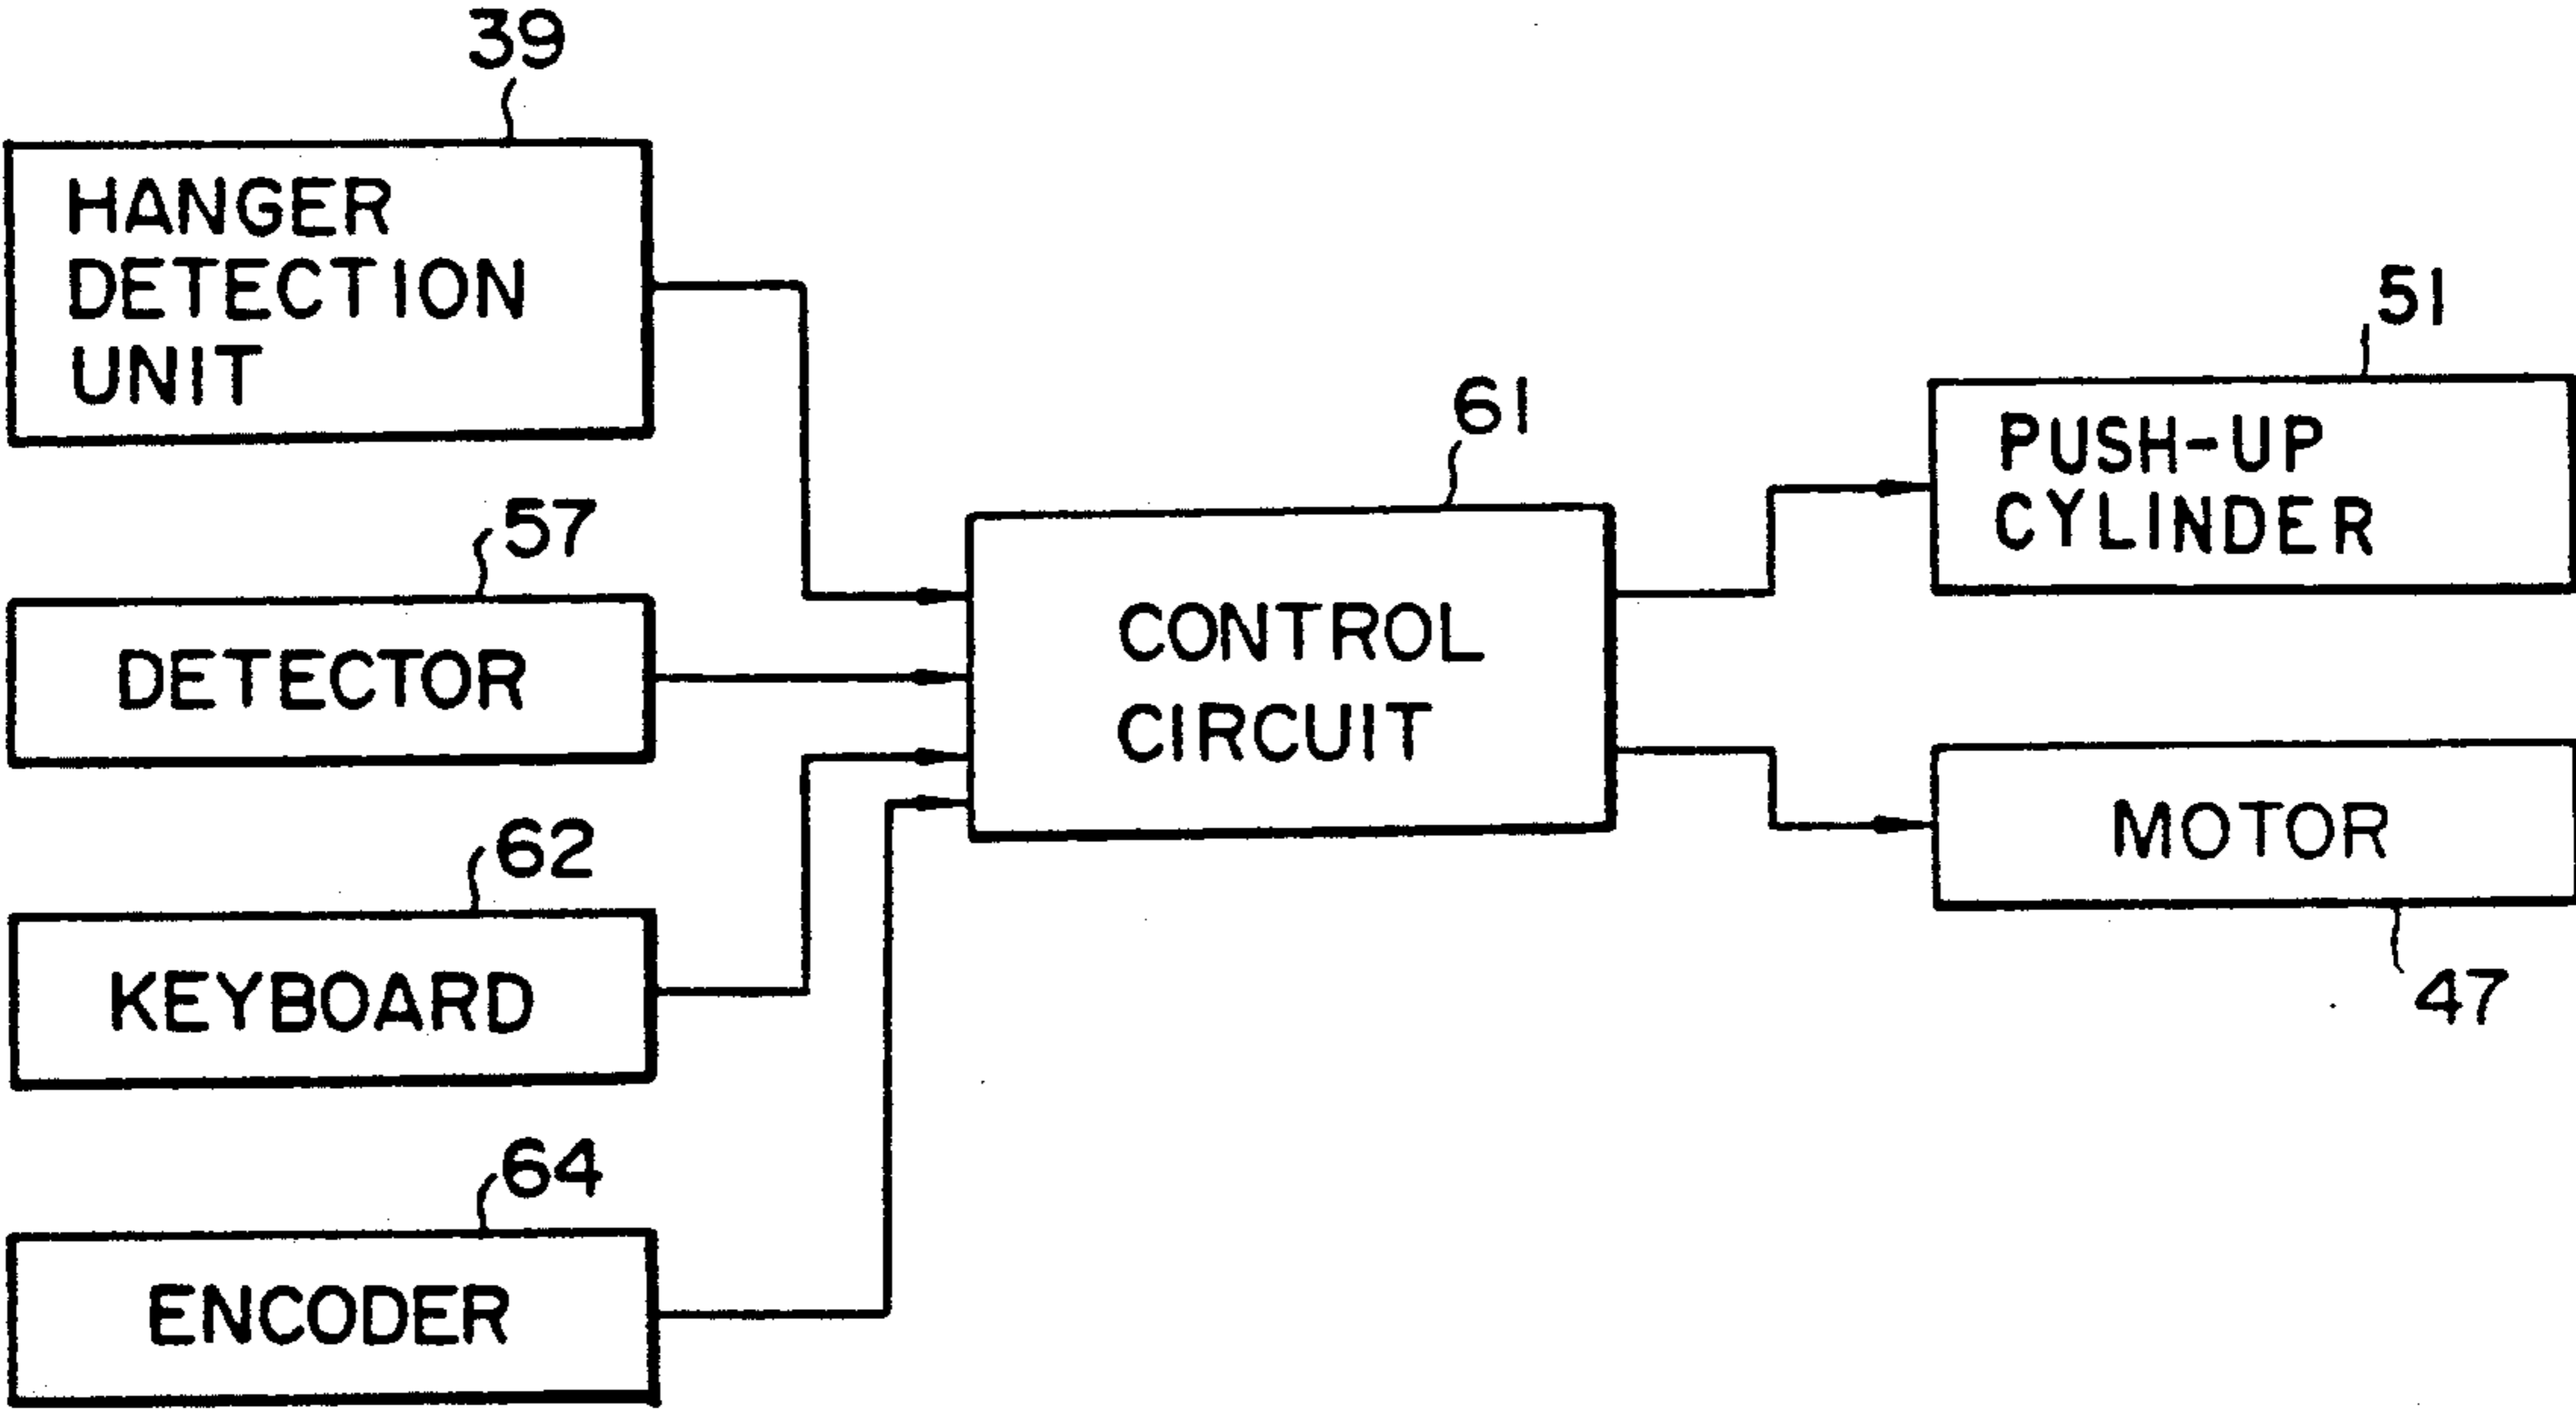 39
HANGER
DETECTION
UNIT
57
DETECTOR
62
KEYBOARD
64
ENCODER
61
CONTROL
CIRCUIT
51
PUSH-UP
CYLINDER
MOTOR
47